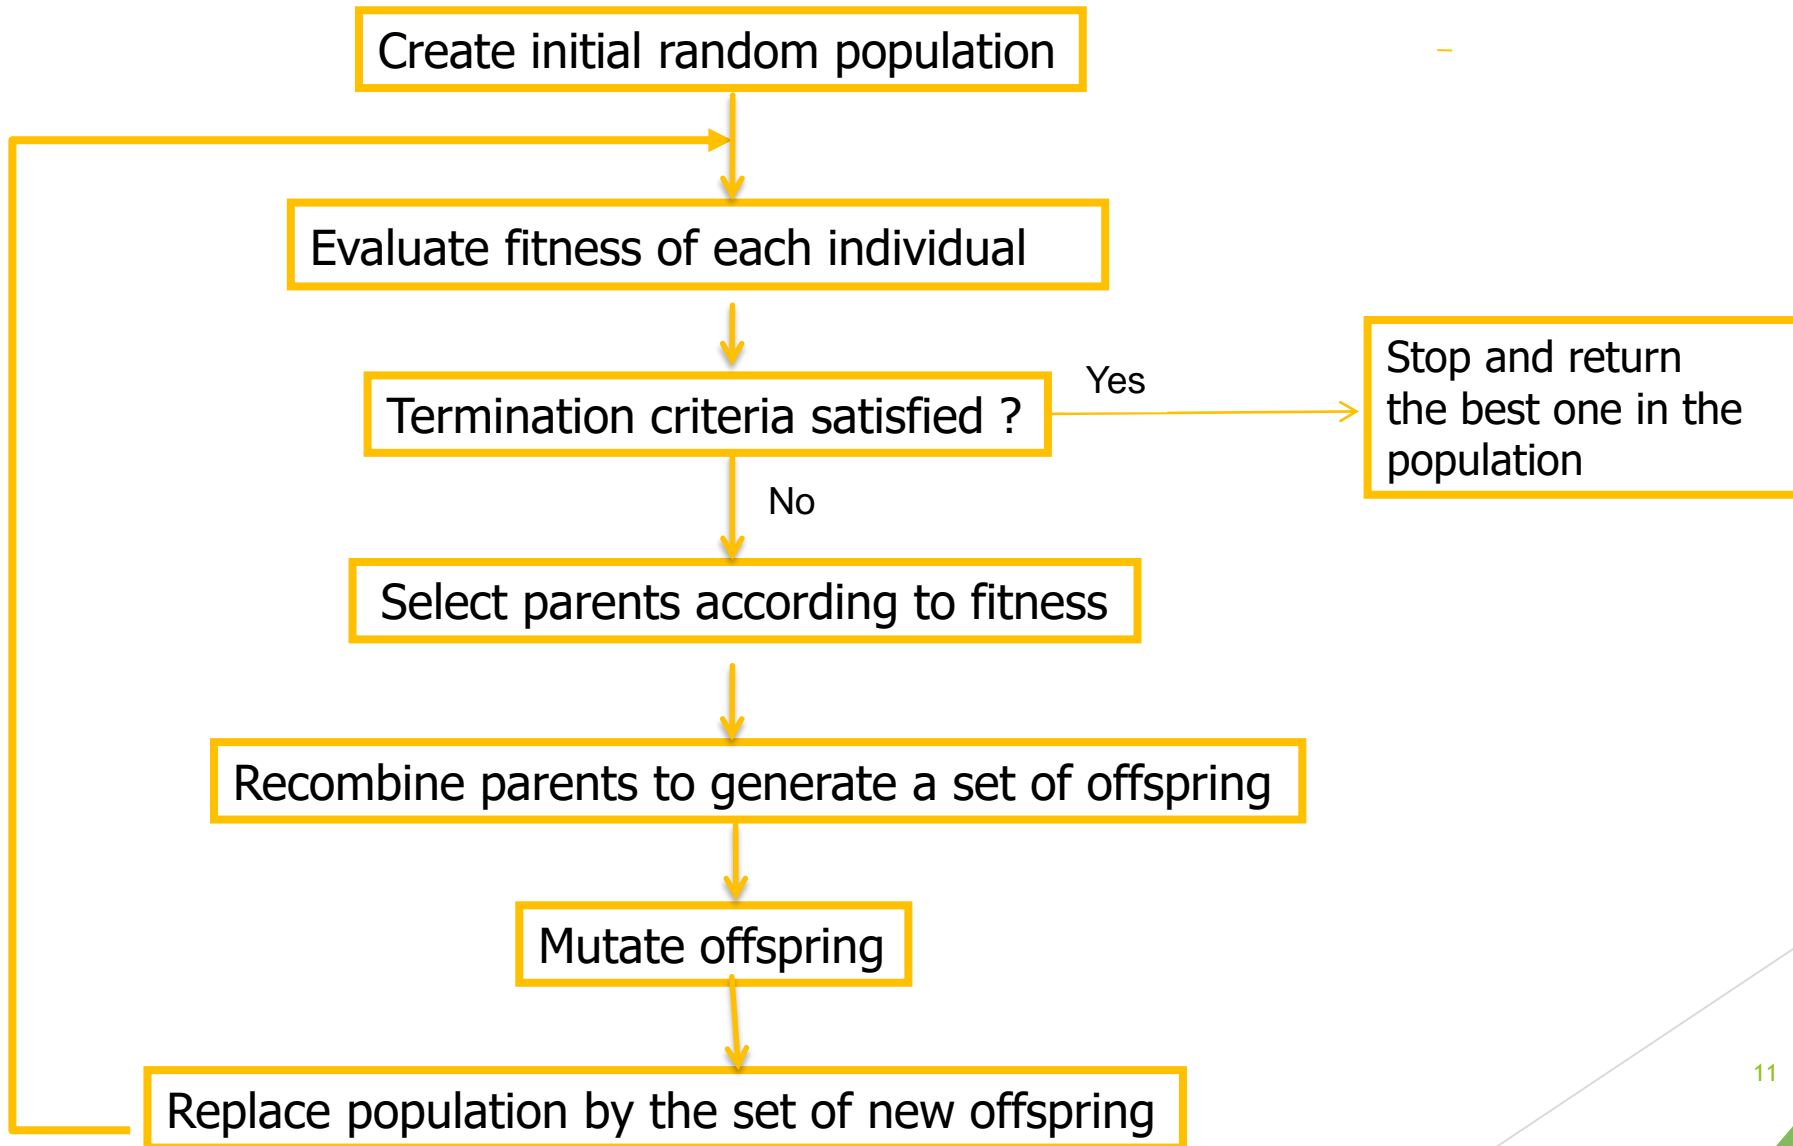 Create initial random population
Evaluate fitness of each individual
Termination criteria satisfied ?
Yes
Stop and return
the best one in the
population
No
Select parents according to fitness
Recombine parents to generate a set of offspring
Mutate offspring
Replace population by the set of new offspring
11